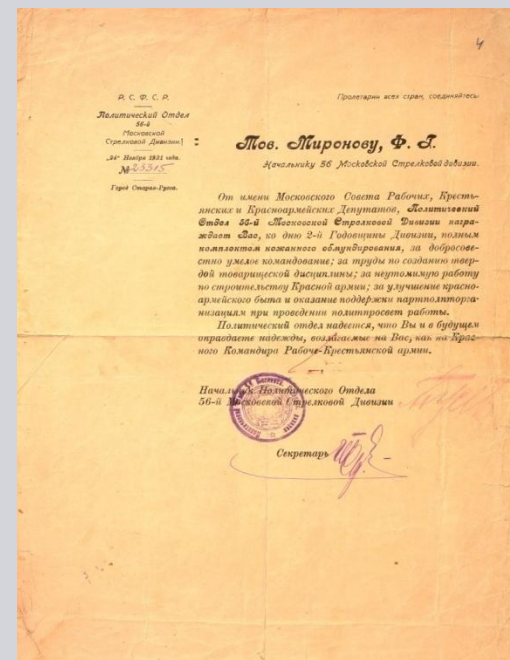 4
Р. С. Ф. С. Р.
Политический Отдел
56-й
Московской
Стрелковой Дивизии
„24" Ноября 1921 года.
№ 23315
Город Старая-Русса.
Пролетарии всех стран, соединяйтесь
Тов. Миронову, Ф. Г.
Начальнику 56 Московской Стрелковой дивизии.
От имени Московского Совета Рабочих, Кресть-
янских и Красноармейских Депутатов, Политический
Отдел 56-й Московской Стрелковой Дивизии награ-
ждает Вас, ко дню 2-й Годовщины Дивизии, полным
комплектом кожанного обмундирования, за добросове-
стно умелое командование; за труды по созданию твер-
дой товарищеской дисциплины; за неутомимую работу
по строительству Красной армии; за улучшение красно-
армейского быта и оказание поддержки партполиторга-
низациям при проведении политпросвет работы.
Политический отдел надеется, что Вы и в будущем
оправдаете надежды, возлагаемые на Вас, как на Крас-
ного Командира Рабоче-Крестьянской армии.
Начальник Политического Отдела
56-й Московской Стрелковой Дивизии
Секретарь